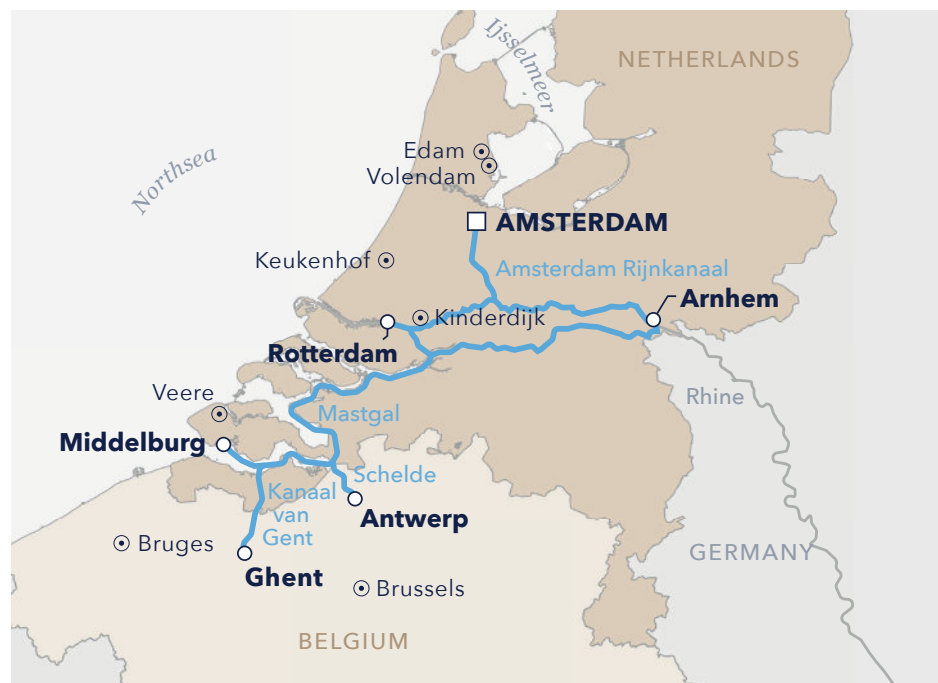 Ijsselmeer
NETHERLANDS
Northsea
Edam
Volendam
AMSTERDAM
Keukenhof
Amsterdam Rijnkanaal
Arnhem
Kinderdijk
Rotterdam
Veere
Rhine
Mastgal
Middelburg
Schelde
Kanaal
van
Gent
Antwerp
Bruges
GERMANY
Ghent
Brussels
BELGIUM